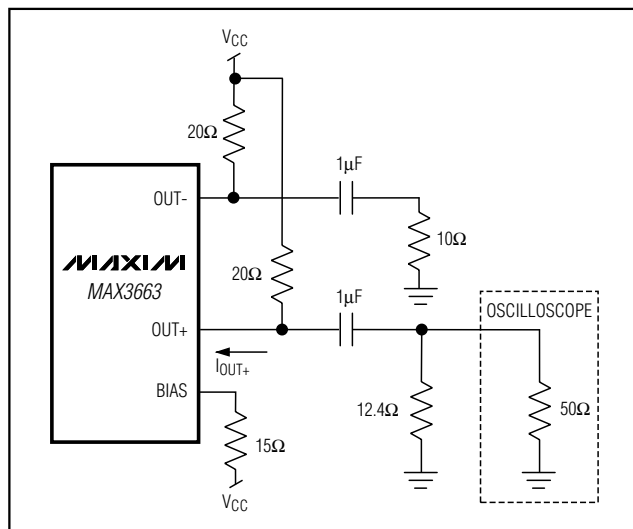 VCC
20Ω
1μF
OUT-
10Ω
MAXIM
MAX3663
20Ω
1μF
OSCILLOSCOPE
OUT+
IOUT+
BIAS
12.4Ω
50Ω
15Ω
VCC